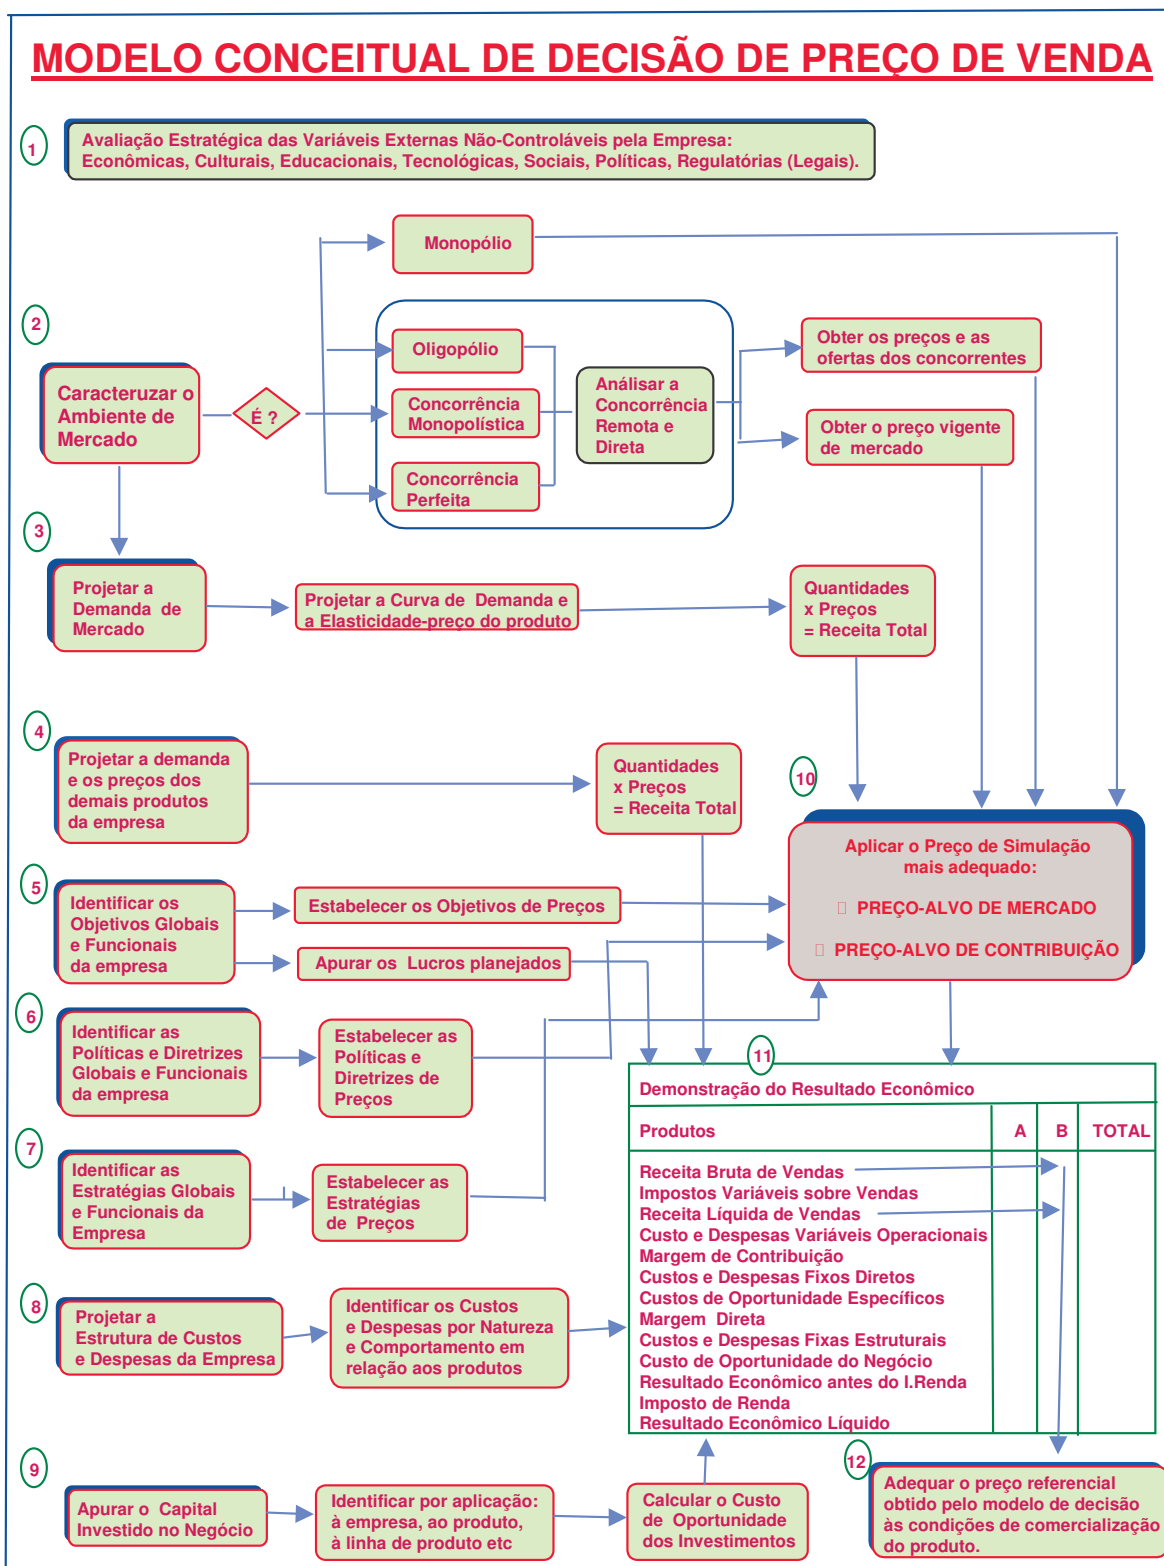 MODELO CONCEITUAL DE DECISÃO DE PREÇO DE VENDA
1
Avaliação Estratégica das Variáveis Externas Não-Controláveis pela Empresa:
Econômicas, Culturais, Educacionais, Tecnológicas, Sociais, Políticas, Regulatórias (Legais).
Monopólio
2
Caracteruzar o
Ambiente de
Mercado
É ?
Oligopólio
Concorrência
Monopolística
Concorrência
Perfeita
Análisar a
Concorrência
Remota e
Direta
Obter os preços e as
ofertas dos concorrentes
Obter o preço vigente
de mercado
3
Projetar a
Demanda de
Mercado
Projetar a Curva de Demanda e
a Elasticidade-preço do produto
Quantidades
x Preços
= Receita Total
4
Projetar a demanda
e os preços dos
demais produtos
da empresa
Quantidades
x Preços
= Receita Total
10
Aplicar o Preço de Simulação
mais adequado:
PREÇO-ALVO DE MERCADO
PREÇO-ALVO DE CONTRIBUIÇÃO
5
Identificar os
Objetivos Globais
e Funcionais
da empresa
Estabelecer os Objetivos de Preços
Apurar os Lucros planejados
6
Identificar as
Políticas e Diretrizes
Globais e Funcionais
da empresa
Estabelecer as
Políticas e
Diretrizes de
Preços
7
Identificar as
Estratégias Globais
e Funcionais da
Empresa
Estabelecer as
Estratégias
de Preços
11
Demonstração do Resultado Econômico
Produtos A B TOTAL
Receita Bruta de Vendas
Impostos Variáveis sobre Vendas
Receita Líquida de Vendas
Custo e Despesas Variáveis Operacionais
Margem de Contribuição
Custos e Despesas Fixos Diretos
Custos de Oportunidade Específicos
Margem Direta
Custos e Despesas Fixas Estruturais
Custo de Oportunidade do Negócio
Resultado Econômico antes do I.Renda
Imposto de Renda
Resultado Econômico Líquido
8
Projetar a
Estrutura de Custos
e Despesas da Empresa
Identificar os Custos
e Despesas por Natureza
e Comportamento em
relação aos produtos
9
Apurar o Capital
Investido no Negócio
Identificar por aplicação:
à empresa, ao produto,
à linha de produto etc
Calcular o Custo
de Oportunidade
dos Investimentos
12
Adequar o preço referencial
obtido pelo modelo de decisão
às condições de comercialização
do produto.